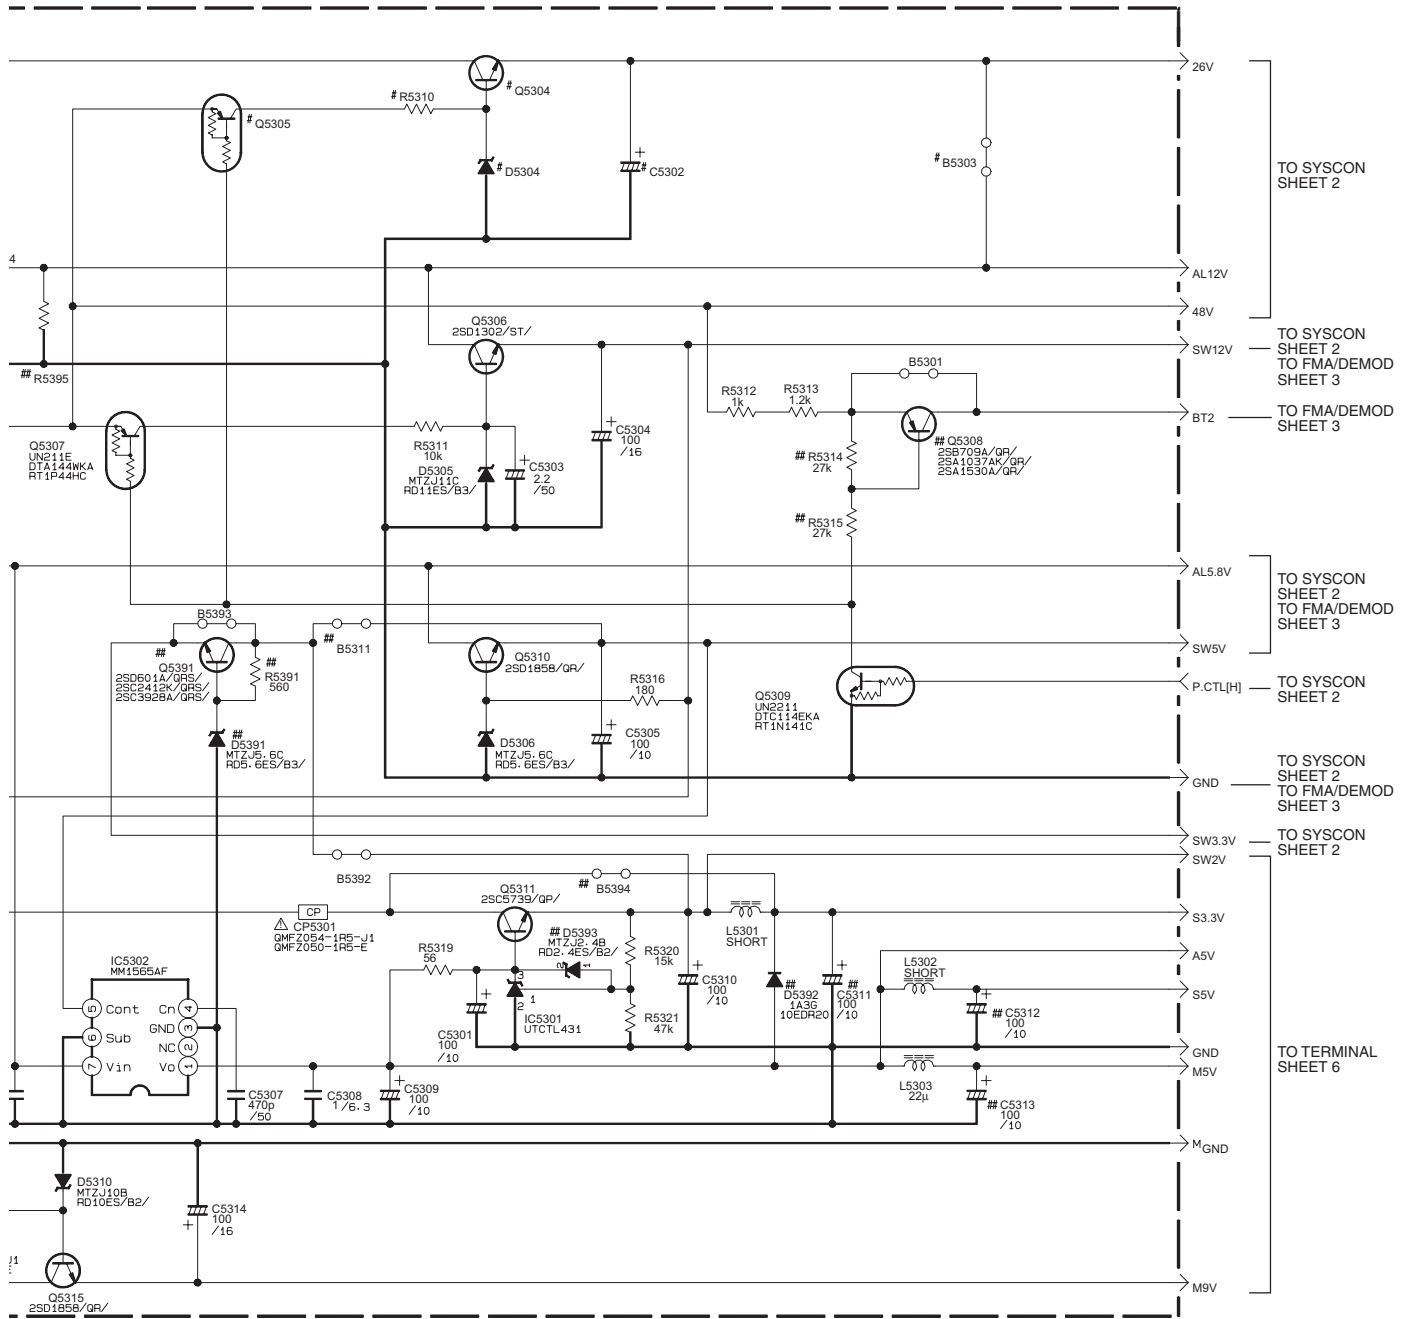 26V
# Q5304
# R5310
# Q5305
# D5304
+
# C5302
# B5303
TO SYSCON
SHEET 2
4
AL12V
48V
Q5306
2SD1302/ST/
SW12V
TO SYSCON
SHEET 2
TO FMA/DEMOD
SHEET 3
## R5395
B5301
R5312
1k
R5313
1.2k
BT2
TO FMA/DEMOD
SHEET 3
Q5307
UN211E
DTA144WKA
RT1P44HC
R5311
10k
D5305
MTZJ11C
RD11ES/B3/
+
C5303
2.2
/50
+
C5304
100
/16
## R5314
27k
## Q5308
2SB709A/QR/
2SA1037AK/QR/
2SA1530A/QR/
## R5315
27k
AL5.8V
TO SYSCON
SHEET 2
TO FMA/DEMOD
SHEET 3
B5393
##
Q5391
2SD601A/QRS/
2SC2412K/QRS/
2SC3928A/QRS/
##
R5391
560
##
B5311
Q5310
2SD1858/QR/
SW5V
R5316
180
Q5309
UN2211
DTC114EKA
RT1N141C
P.CTL[H]
TO SYSCON
SHEET 2
##
D5391
MTZJ5.6C
RD5.6ES/B3/
D5306
MTZJ5.6C
RD5.6ES/B3/
+
C5305
100
/10
GND
TO SYSCON
SHEET 2
TO FMA/DEMOD
SHEET 3
SW3.3V
TO SYSCON
SHEET 2
SW2V
B5392
## B5394
Q5311
2SC5739/QP/
CP
CP5301
QMFZ054-1R5-J1
QMFZ050-1R5-E
L5301
SHORT
S3.3V
## D5393
MTZJ2.4B
RD2.4ES/B2/
2
1
R5319
56
R5320
15k
A5V
IC5302
MM1565AF
L5302
SHORT
+
C5310
100
/10
##
D5392
1A3G
10EDR20
+
##
C5311
100
/10
S5V
5
Cont
Cn
4
GND
3
6
Sub
NC
2
7
Vin
Vo
1
+
C5301
100
/10
3
1
2
IC5301
UTCTL431
R5321
47k
+
## C5312
100
/10
GND
M5V
TO TERMINAL
SHEET 6
C5307
470p
/50
C5308
1/6.3
+
C5309
100
/10
L5303
22μ
+
## C5313
100
/10
MGND
D5310
MTZJ10B
RD10ES/B2/
+
C5314
100
/16
J1
Q5315
2SD1858/QR/
M9V